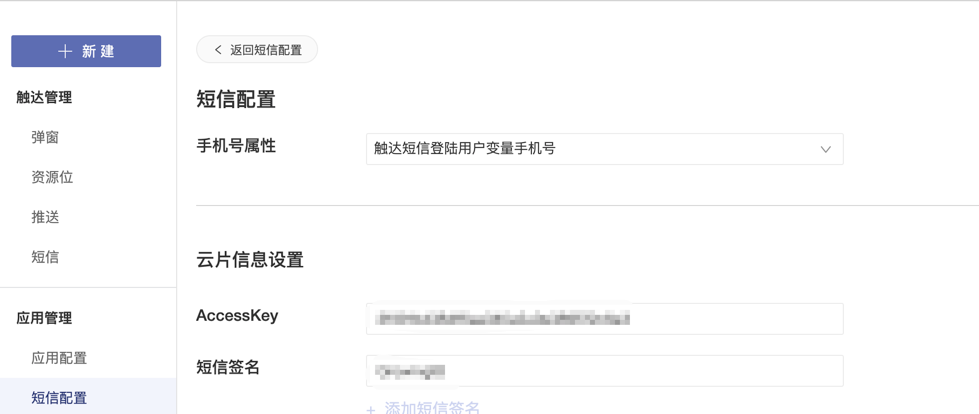 新 建
触达管理
弹窗
资源位
推送
短信
应用管理
应用配置
短信配置
返回短信配置
短信配置
手机号属性 触达短信登陆用户变量手机号
云片信息设置
AccessKey
短信签名
+ 添加短信签名